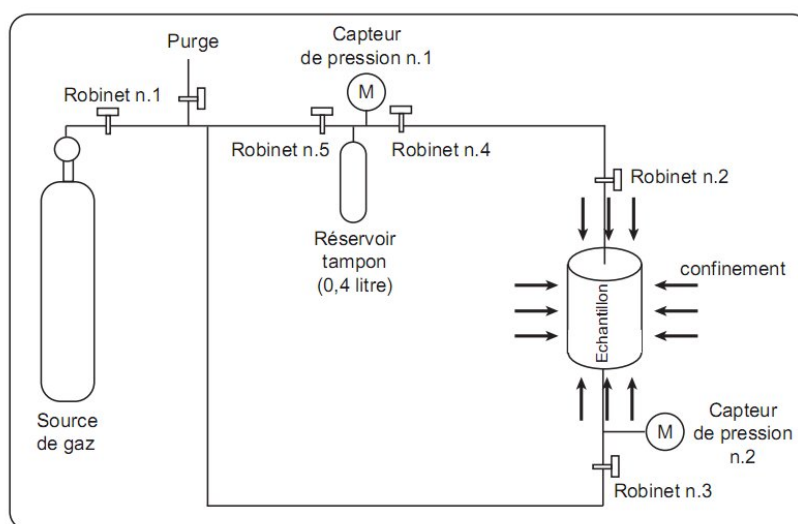 Purge
Capteur
de pression n.1
M
Robinet n.1
Robinet n.5
Robinet n.4
Robinet n.2
Réservoir
tampon
(0,4 litre)
confinement
Echantillon
Source
de gaz
M
Capteur
de pression
n.2
Robinet n.3